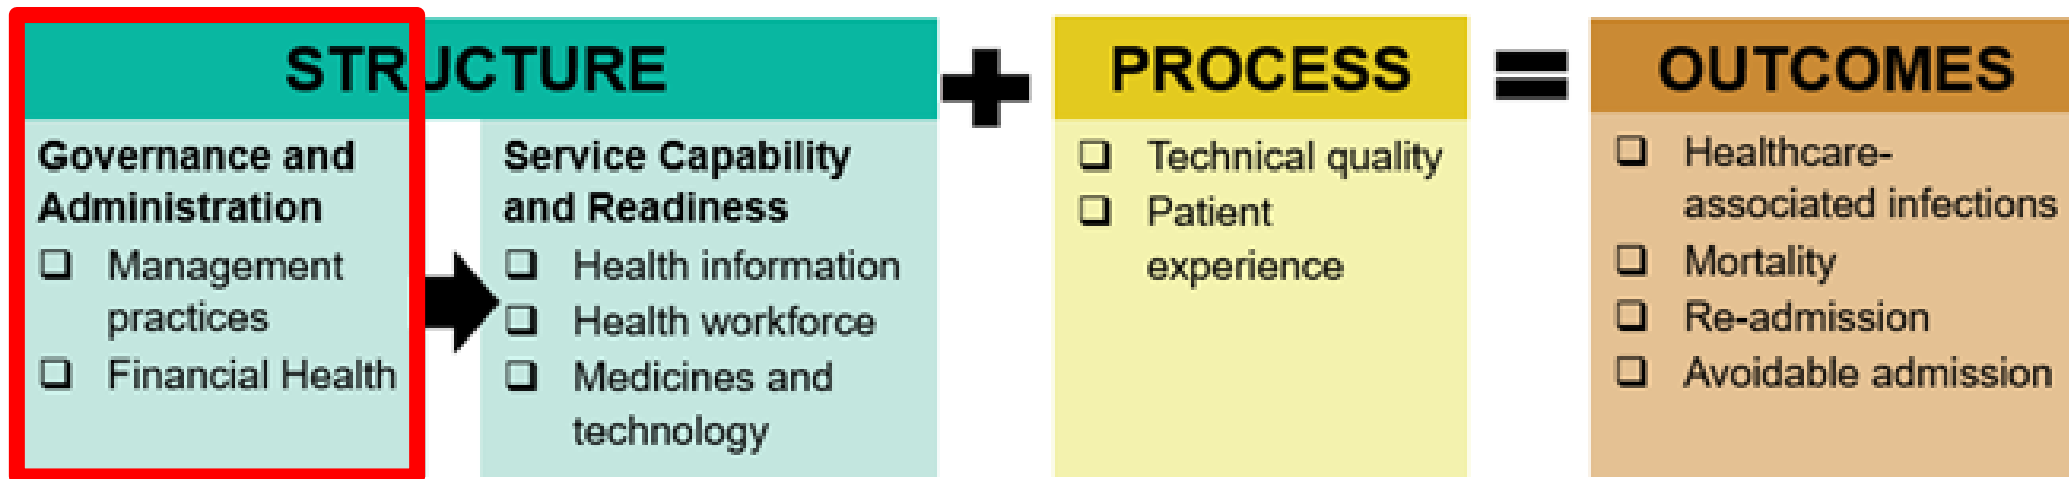 STRUCTURE
Governance and
Administration
❑ Management
practices
❑ Financial Health
Service Capability
and Readiness
❑ Health information
❑ Health workforce
❑ Medicines and
technology
+
PROCESS
❑ Technical quality
❑ Patient
experience
=
OUTCOMES
❑ Healthcare-
associated infections
❑ Mortality
❑ Re-admission
❑ Avoidable admission